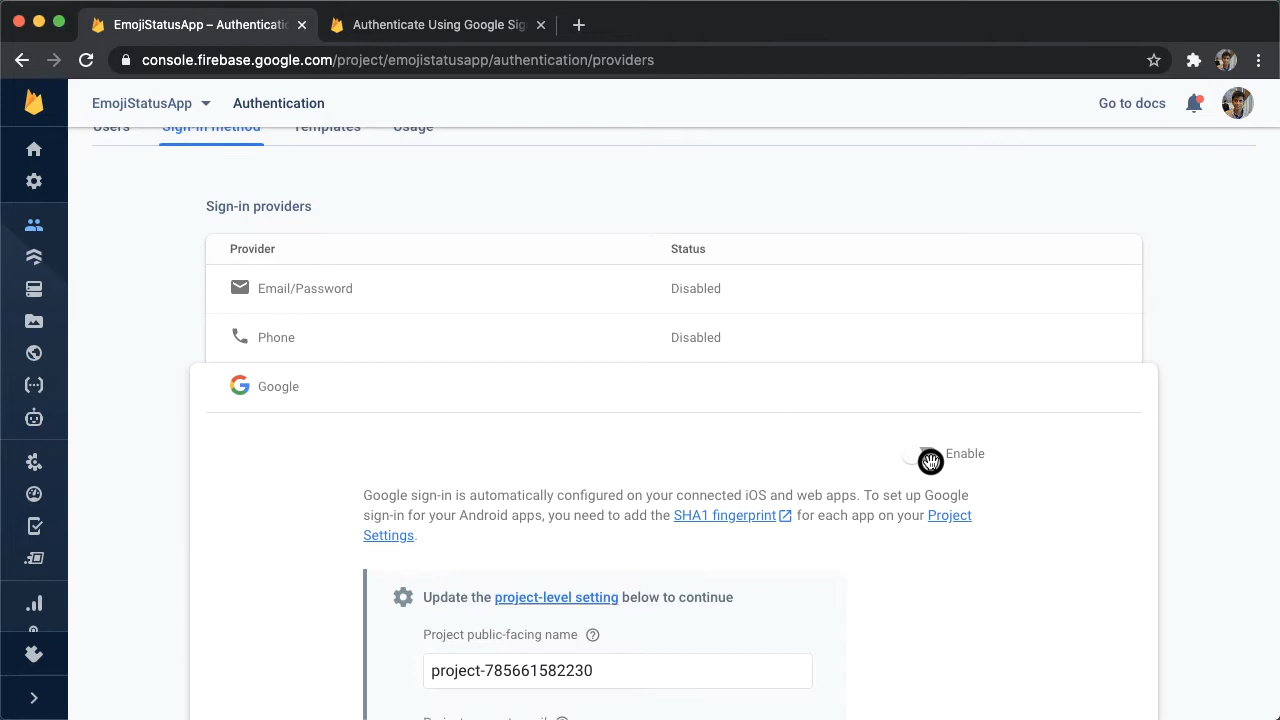 EmojiStatusApp – Authenticati
Authenticate Using Google Sig
console.firebase.google.com/project/emojistatusapp/authentication/providers
EmojiStatusApp
Authentication
Go to docs
Users
Sign-in method
Templates
Usage
Sign-in providers
Provider
Status
Email/Password
Disabled
Phone
Disabled
Google
Enable
Google sign-in is automatically configured on your connected iOS and web apps. To set up Google
sign-in for your Android apps, you need to add the SHA1 fingerprint for each app on your Project
Settings.
Update the project-level setting below to continue
Project public-facing name
project-785661582230